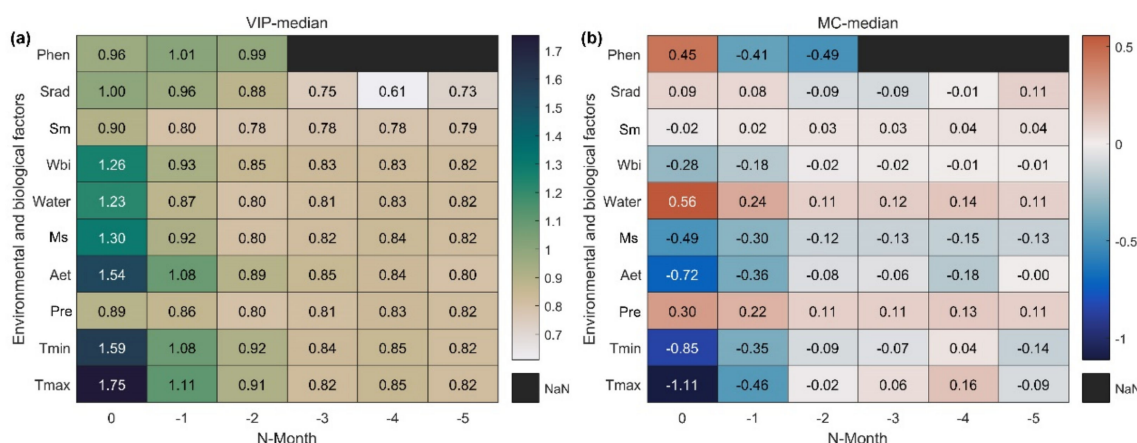 VIP-median
(a)
Environmental and biological factors
Phen 0.96 1.01 0.99
Srad 1.00 0.96 0.88 0.75 0.61 0.73
Sm 0.90 0.80 0.78 0.78 0.78 0.79
Wbi 1.26 0.93 0.85 0.83 0.83 0.82
Water 1.23 0.87 0.80 0.81 0.83 0.82
Ms 1.30 0.92 0.80 0.82 0.84 0.82
Aet 1.54 1.08 0.89 0.85 0.84 0.80
Pre 0.89 0.86 0.80 0.81 0.83 0.82
Tmin 1.59 1.08 0.92 0.84 0.85 0.82
Tmax 1.75 1.11 0.91 0.82 0.85 0.82
0 -1 -2 -3 -4 -5
N-Month
1.7
1.6
1.5
1.4
1.3
1.2
1.1
1
0.9
0.8
0.7
NaN
MC-median
(b)
Environmental and biological factors
Phen 0.45 -0.41 -0.49
Srad 0.09 0.08 -0.09 -0.09 -0.01 0.11
Sm -0.02 0.02 0.03 0.03 0.04 0.04
Wbi -0.28 -0.18 -0.02 -0.02 -0.01 -0.01
Water 0.56 0.24 0.11 0.12 0.14 0.11
Ms -0.49 -0.30 -0.12 -0.13 -0.15 -0.13
Aet -0.72 -0.36 -0.08 -0.06 -0.18 -0.00
Pre 0.30 0.22 0.11 0.11 0.13 0.11
Tmin -0.85 -0.35 -0.09 -0.07 0.04 -0.14
Tmax -1.11 -0.46 -0.02 0.06 0.16 -0.09
0 -1 -2 -3 -4 -5
N-Month
0.5
0
-0.5
-1
NaN